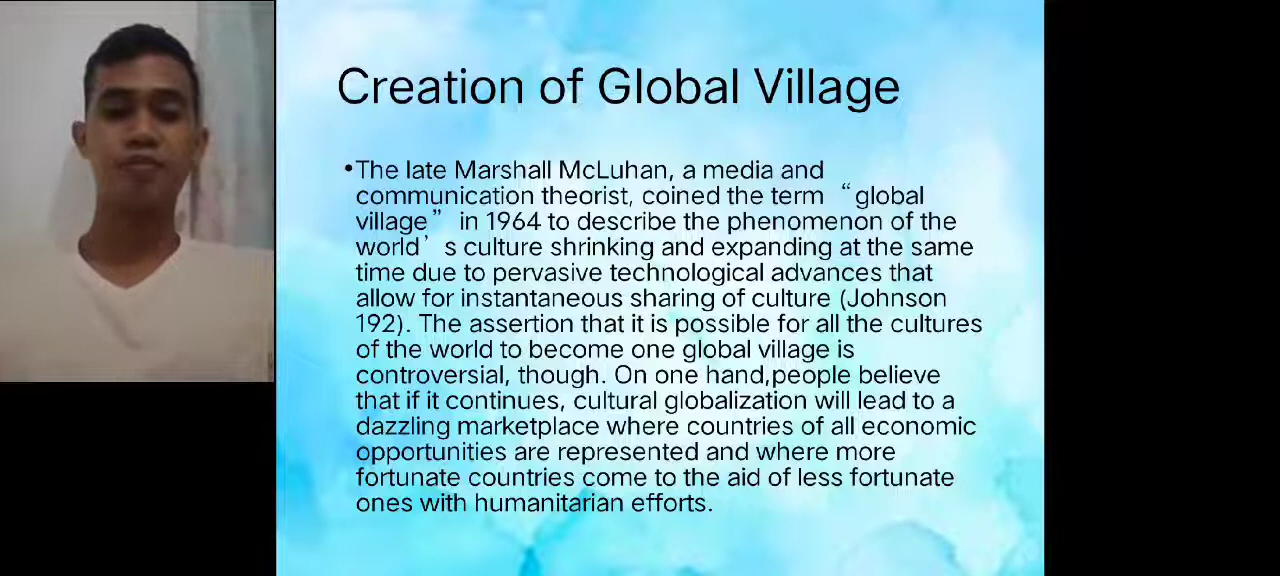 Creation of Global Village
•The late Marshall McLuhan, a media and
communication theorist, coined the term “global
village” in 1964 to describe the phenomenon of the
world’s culture shrinking and expanding at the same
time due to pervasive technological advances that
allow for instantaneous sharing of culture (Johnson
192). The assertion that it is possible for all the cultures
of the world to become one global village is
controversial, though. On one hand,people believe
that if it continues, cultural globalization will lead to a
dazzling marketplace where countries of all economic
opportunities are represented and where more
fortunate countries come to the aid of less fortunate
ones with humanitarian efforts.